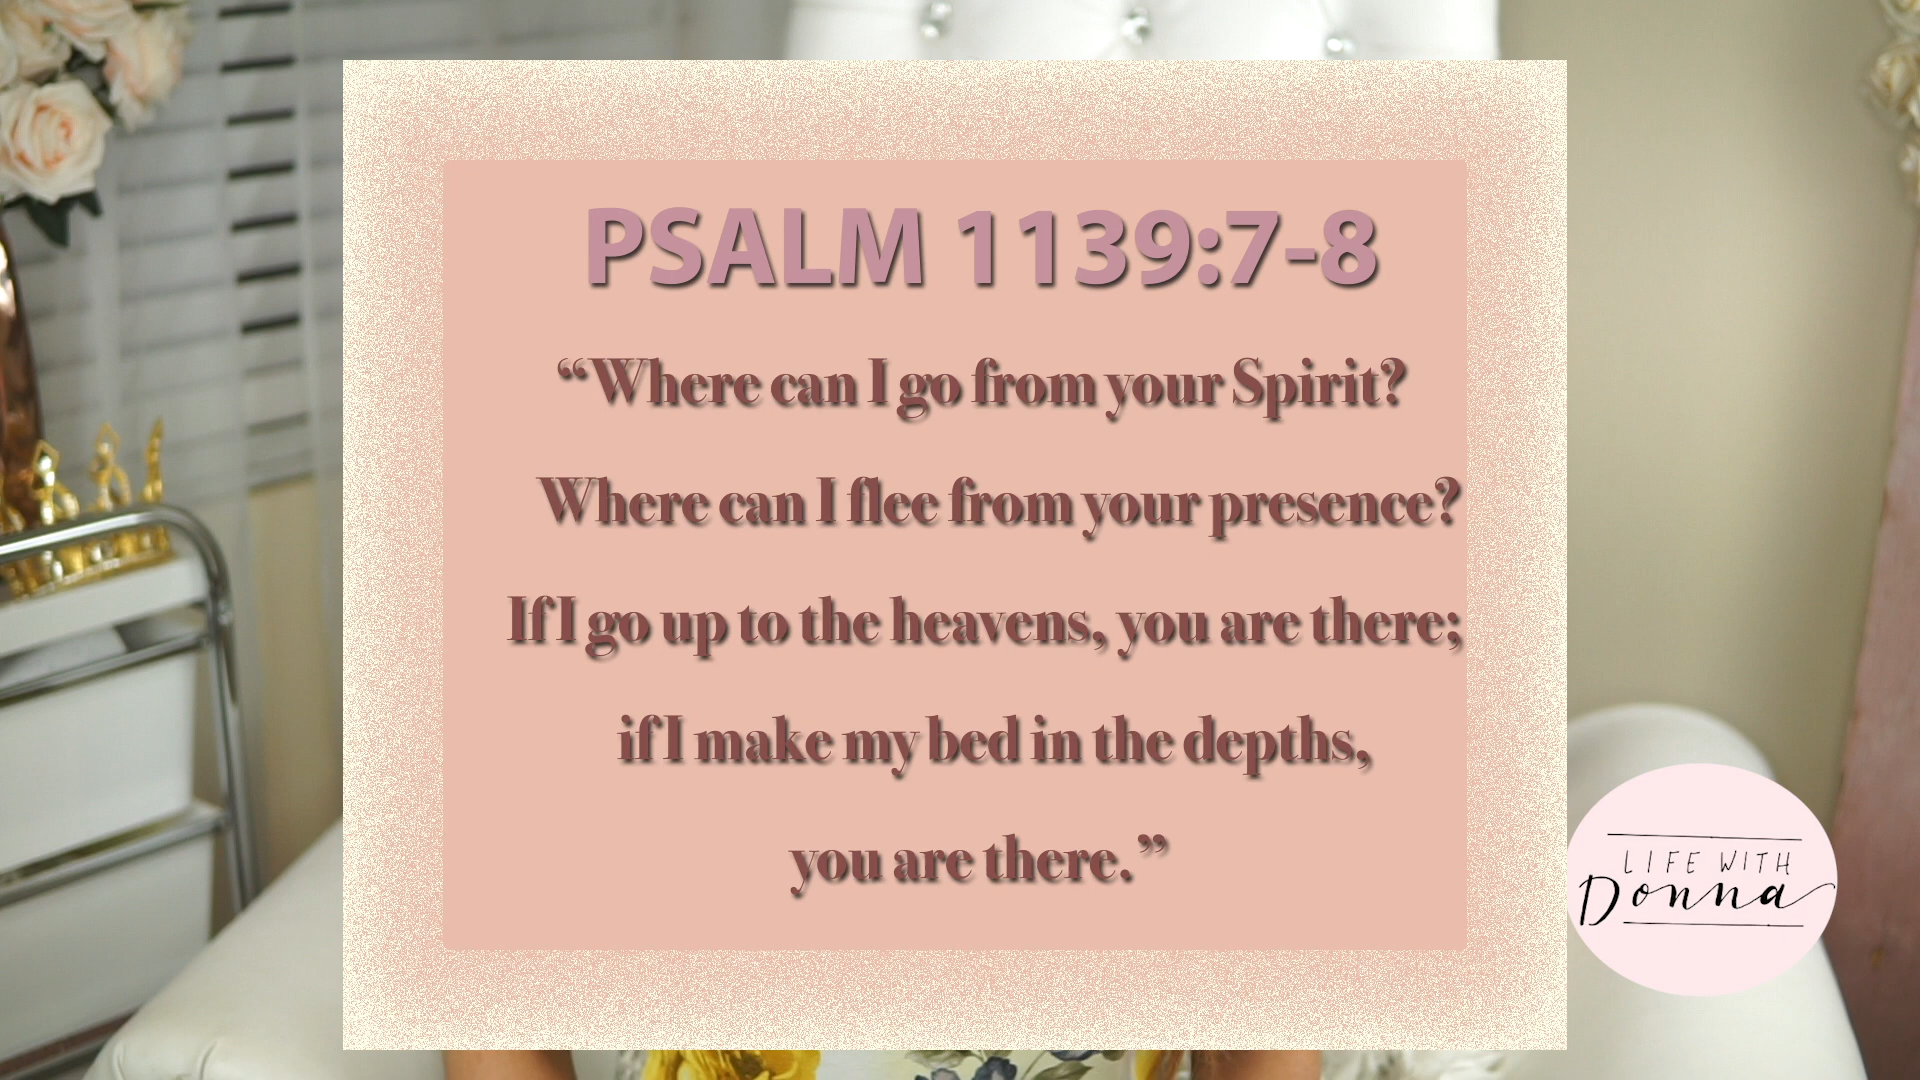 PSALM 1139:7-8
“Where can I go from your Spirit?
Where can I flee from your presence?
If I go up to the heavens, you are there;
if I make my bed in the depths,
you are there.”
LIFE WITH
Donna